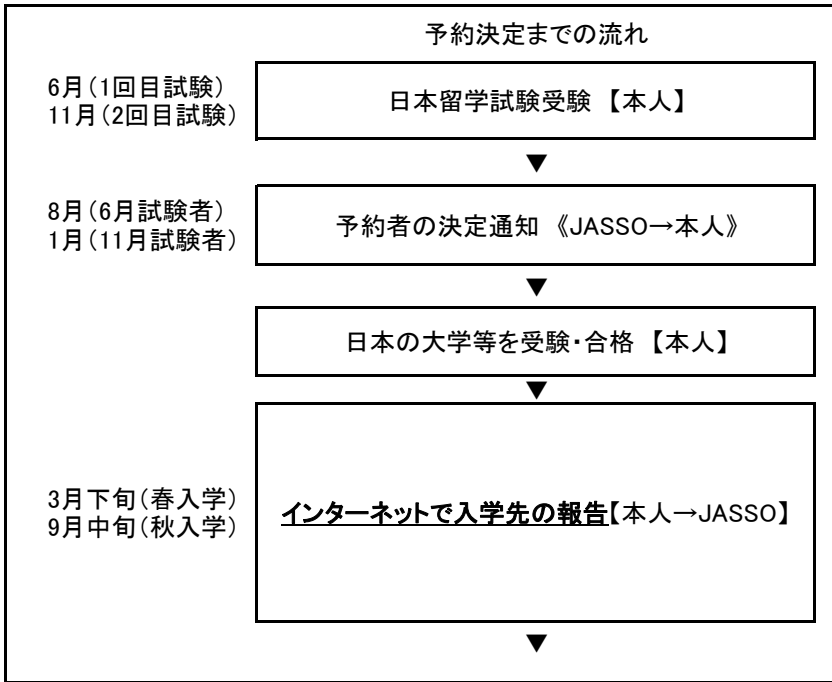 予約決定までの流れ
6月(1回目試験)
11月(2回目試験)
日本留学試験受験 【本人】
▼
8月(6月試験者)
1月(11月試験者)
予約者の決定通知 《JASSO→本人》
▼
日本の大学等を受験・合格 【本人】
▼
3月下旬(春入学)
9月中旬(秋入学)
インターネットで入学先の報告【本人→JASSO】
▼